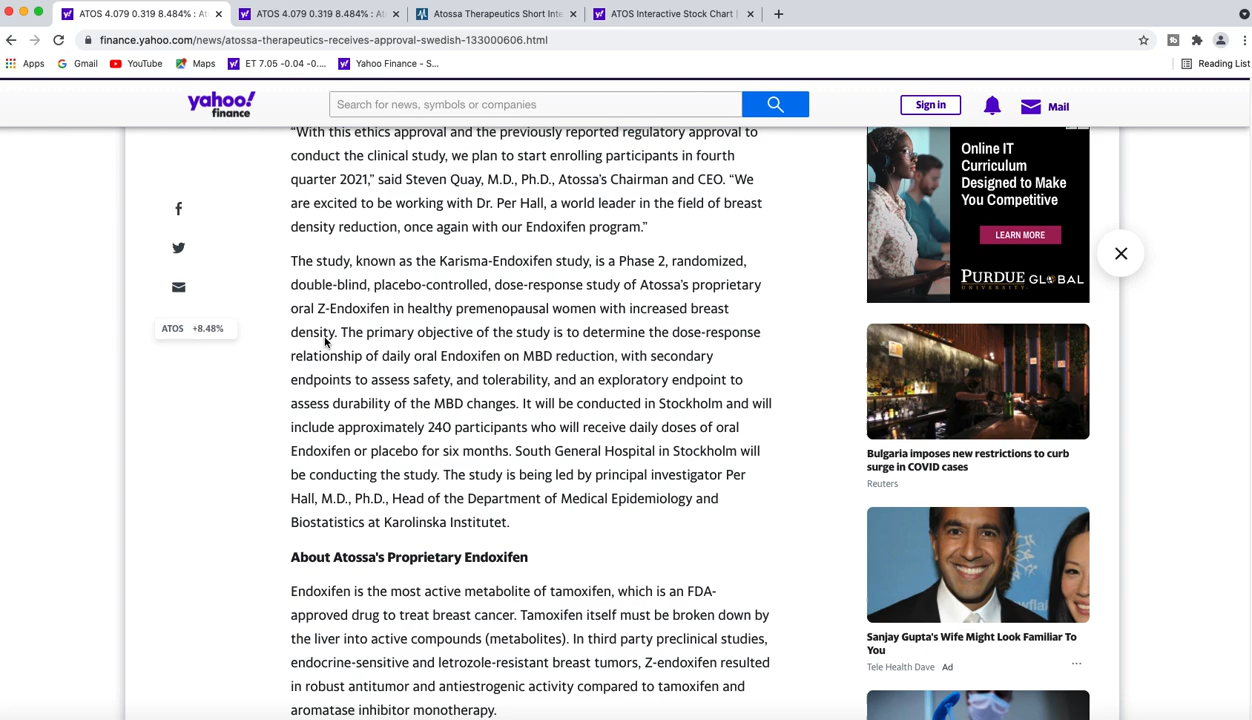 ATOS 4.079 0.319 8.484% : At
ATOS 4.079 0.319 8.484% : At
Atossa Therapeutics Short Inte
ATOS Interactive Stock Chart |
finance.yahoo.com/news/atossa-therapeutics-receives-approval-swedish-133000606.html
Apps
Gmail
YouTube
Maps
ET 7.05 -0.04 -0....
Yahoo Finance - S...
Reading List
yahoo!
finance
Search for news, symbols or companies
Sign in
Mail
"With this ethics approval and the previously reported regulatory approval to
conduct the clinical study, we plan to start enrolling participants in fourth
quarter 2021," said Steven Quay, M.D., Ph.D., Atossa's Chairman and CEO. "We
are excited to be working with Dr. Per Hall, a world leader in the field of breast
density reduction, once again with our Endoxifen program."
The study, known as the Karisma-Endoxifen study, is a Phase 2, randomized,
double-blind, placebo-controlled, dose-response study of Atossa's proprietary
oral Z-Endoxifen in healthy premenopausal women with increased breast
density. The primary objective of the study is to determine the dose-response
relationship of daily oral Endoxifen on MBD reduction, with secondary
endpoints to assess safety, and tolerability, and an exploratory endpoint to
assess durability of the MBD changes. It will be conducted in Stockholm and will
include approximately 240 participants who will receive daily doses of oral
Endoxifen or placebo for six months. South General Hospital in Stockholm will
be conducting the study. The study is being led by principal investigator Per
Hall, M.D., Ph.D., Head of the Department of Medical Epidemiology and
Biostatistics at Karolinska Institutet.
About Atossa's Proprietary Endoxifen
Endoxifen is the most active metabolite of tamoxifen, which is an FDA-
approved drug to treat breast cancer. Tamoxifen itself must be broken down by
the liver into active compounds (metabolites). In third party preclinical studies,
endocrine-sensitive and letrozole-resistant breast tumors, Z-endoxifen resulted
in robust antitumor and antiestrogenic activity compared to tamoxifen and
aromatase inhibitor monotherapy.
ATOS +8.48%
Online IT
Curriculum
Designed to Make
You Competitive
LEARN MORE
PURDUE GLOBAL
UNIVERSITY
Bulgaria imposes new restrictions to curb
surge in COVID cases
Reuters
Sanjay Gupta's Wife Might Look Familiar To
You
Tele Health Dave Ad